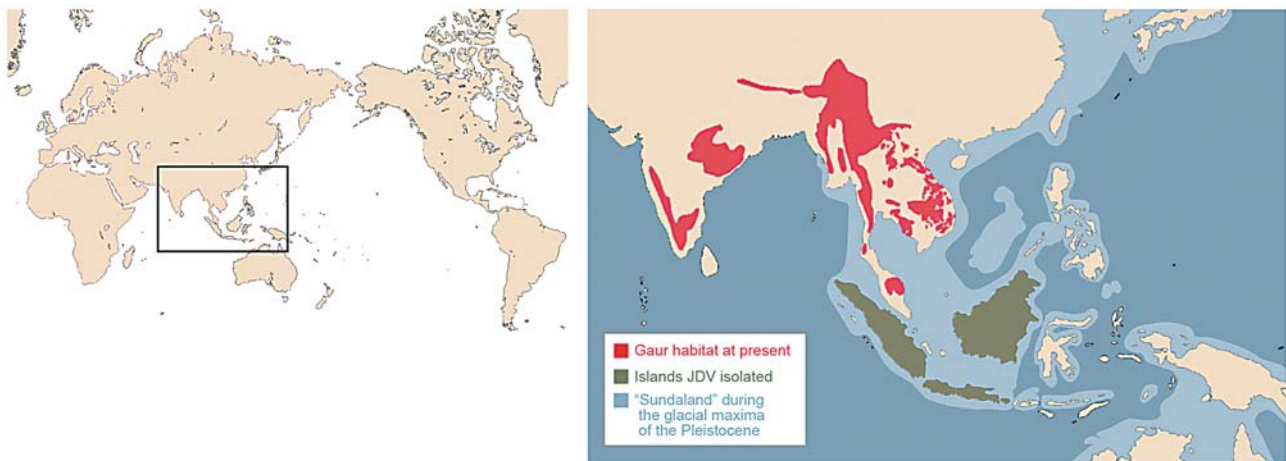 Gaur habitat at present
Islands JDV isolated
“Sundaland” during
the glacial maxima
of the Pleistocene